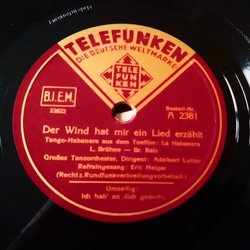 TELEFUNKEN
DIE DEUTSCHE WELTMARKE
TELE
FUN
KEN
B.I.E.M.
22622
Bestell-Nr.
A 2381
Der Wind hat mir ein Lied erzählt
Tango-Habanera aus dem Tonfilm: La Habanera
L. Brühne — Br. Balz
Großes Tanzorchester, Dirigent: Adalbert Lutter
Refraingesang: Eric Helgar
(Recht z. Rundfunkverbreitung vorbehalt.)
Umseitig:
Ich hab' an dich gedacht